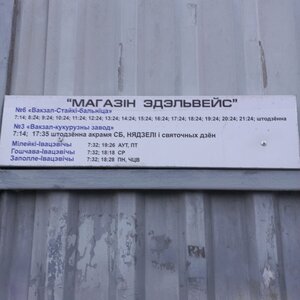 "МАГАЗІН ЭДЭЛЬВЕЙС"
№6 «Вакзал-Стайкі-бальніца»
7:14; 8:24; 9:24; 10:24; 11:24; 12:24; 13:24; 14:24; 15:24; 16:24; 17:24; 18:24; 19:24; 20:24; 21:24; штодзённа
№3 «Вакзал-кукурузны завод»
7:14; 17:35 штодзённа акрамя СБ, НЯДЗЕЛІ і святочных дзён
Мілейкі-Івацэвічы 7:32; 18:26 АУТ, ПТ
Гошчава-Івацэвічы 7:32; 18:18 СР
Заполле-Івацэвічы 7:32; 18:28 ПН, ЧЦВ